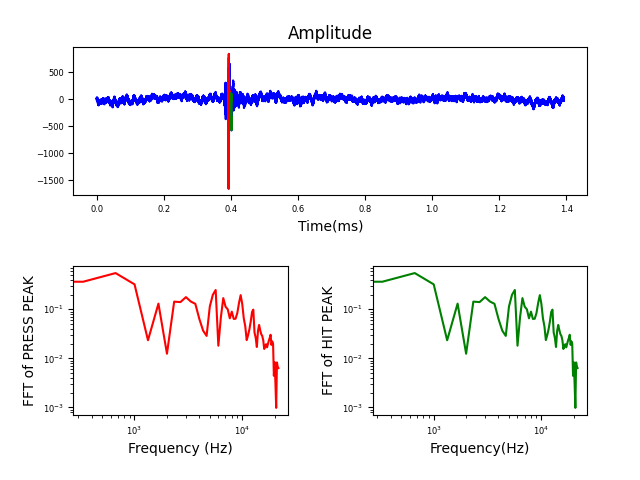 Amplitude
500
0
−500
−1000
−1500
0.0 0.2 0.4 0.6 0.8 1.0 1.2 1.4
Time(ms)
FFT of PRESS PEAK
10⁻¹
10⁻²
10⁻³
10³ 10⁴
Frequency (Hz)
FFT of HIT PEAK
10⁻¹
10⁻²
10⁻³
10³ 10⁴
Frequency(Hz)